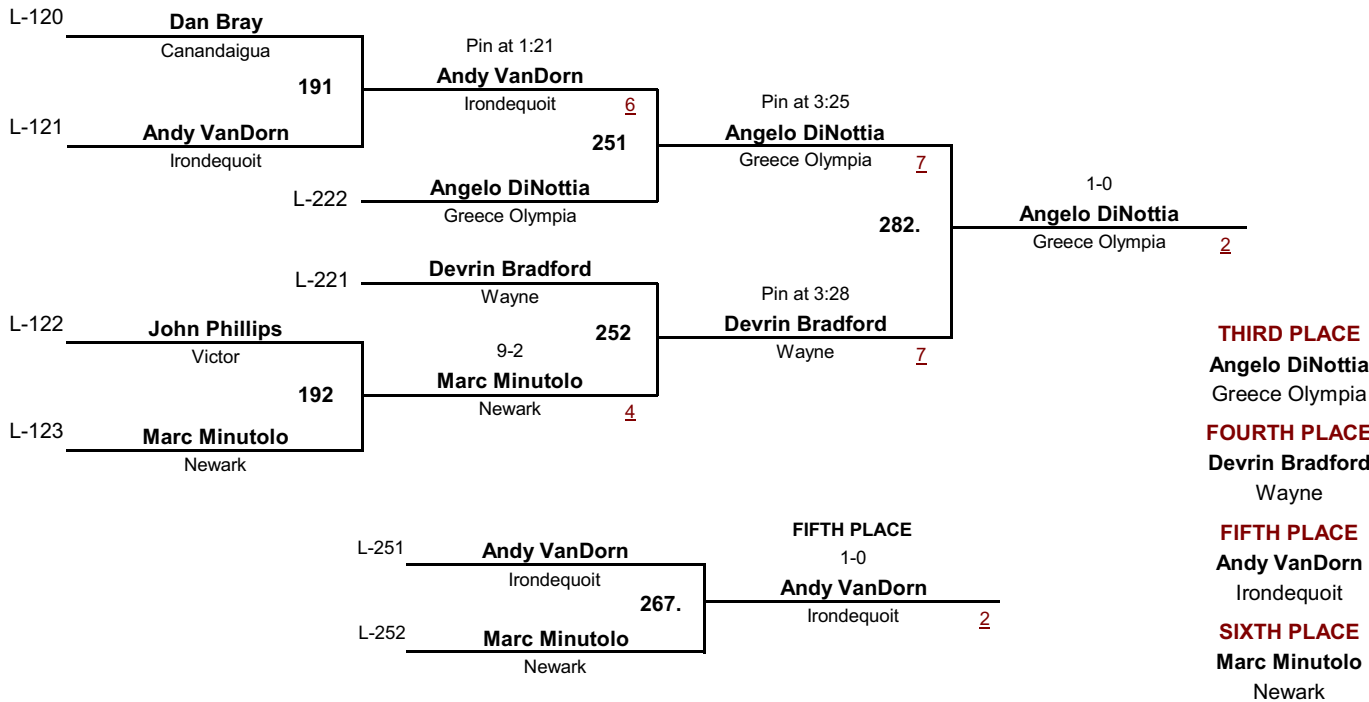 L-120
Dan Bray
Canandaigua
191
L-121
Andy VanDorn
Irondequoit
Pin at 1:21
Andy VanDorn
Irondequoit
6
251
L-222
Angelo DiNottia
Greece Olympia
Pin at 3:25
Angelo DiNottia
Greece Olympia
7
282.
1-0
Angelo DiNottia
Greece Olympia
2
L-221
Devrin Bradford
Wayne
252
L-122
John Phillips
Victor
192
L-123
Marc Minutolo
Newark
9-2
Marc Minutolo
Newark
4
Pin at 3:28
Devrin Bradford
Wayne
7
THIRD PLACE
Angelo DiNottia
Greece Olympia
FOURTH PLACE
Devrin Bradford
Wayne
FIFTH PLACE
Andy VanDorn
Irondequoit
SIXTH PLACE
Marc Minutolo
Newark
L-251
Andy VanDorn
Irondequoit
267.
L-252
Marc Minutolo
Newark
FIFTH PLACE
1-0
Andy VanDorn
Irondequoit
2